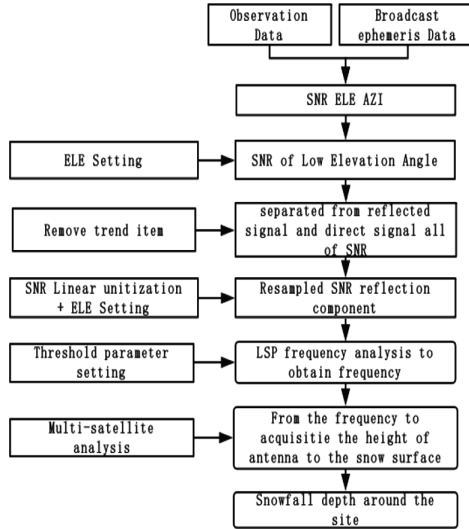 Observation
Data
Broadcast
ephemeris Data
SNR ELE AZI
ELE Setting
SNR of Low Elevation Angle
Remove trend item
separated from reflected
signal and direct signal all
of SNR
SNR Linear unitization
+ ELE Setting
Resampled SNR reflection
component
Threshold parameter
setting
LSP frequency analysis to
obtain frequency
Multi-satellite
analysis
From the frequency to
acquisitie the height of
antenna to the snow surface
Snowfall depth around the
site